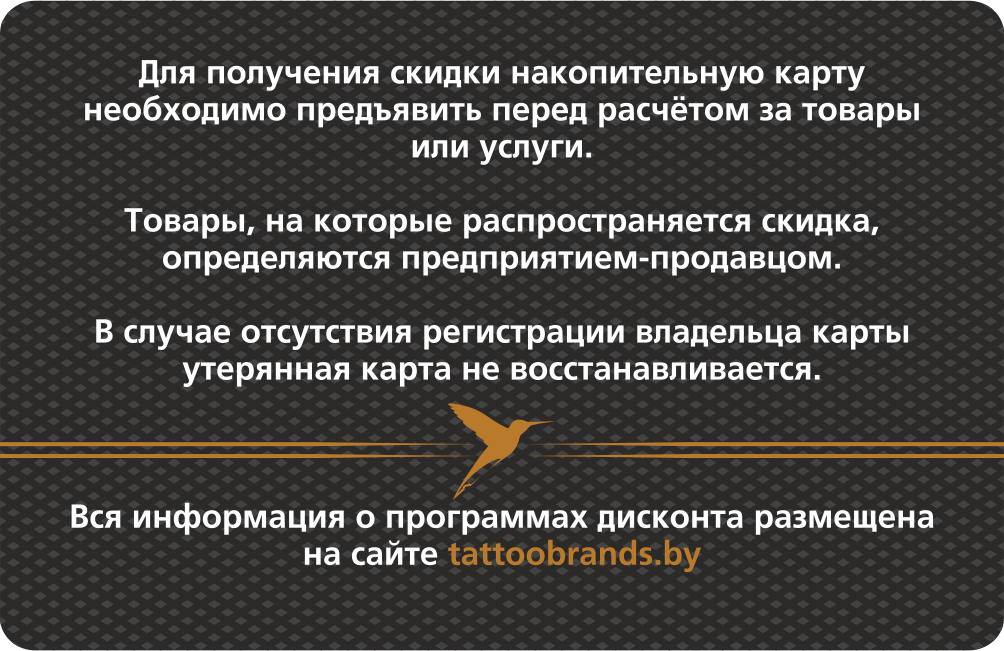 Для получения скидки накопительную карту
необходимо предъявить перед расчётом за товары
или услуги.
Товары, на которые распространяется скидка,
определяются предприятием-продавцом.
В случае отсутствия регистрации владельца карты
утерянная карта не восстанавливается.
Вся информация о программах дисконта размещена
на сайте tattoobrands.by